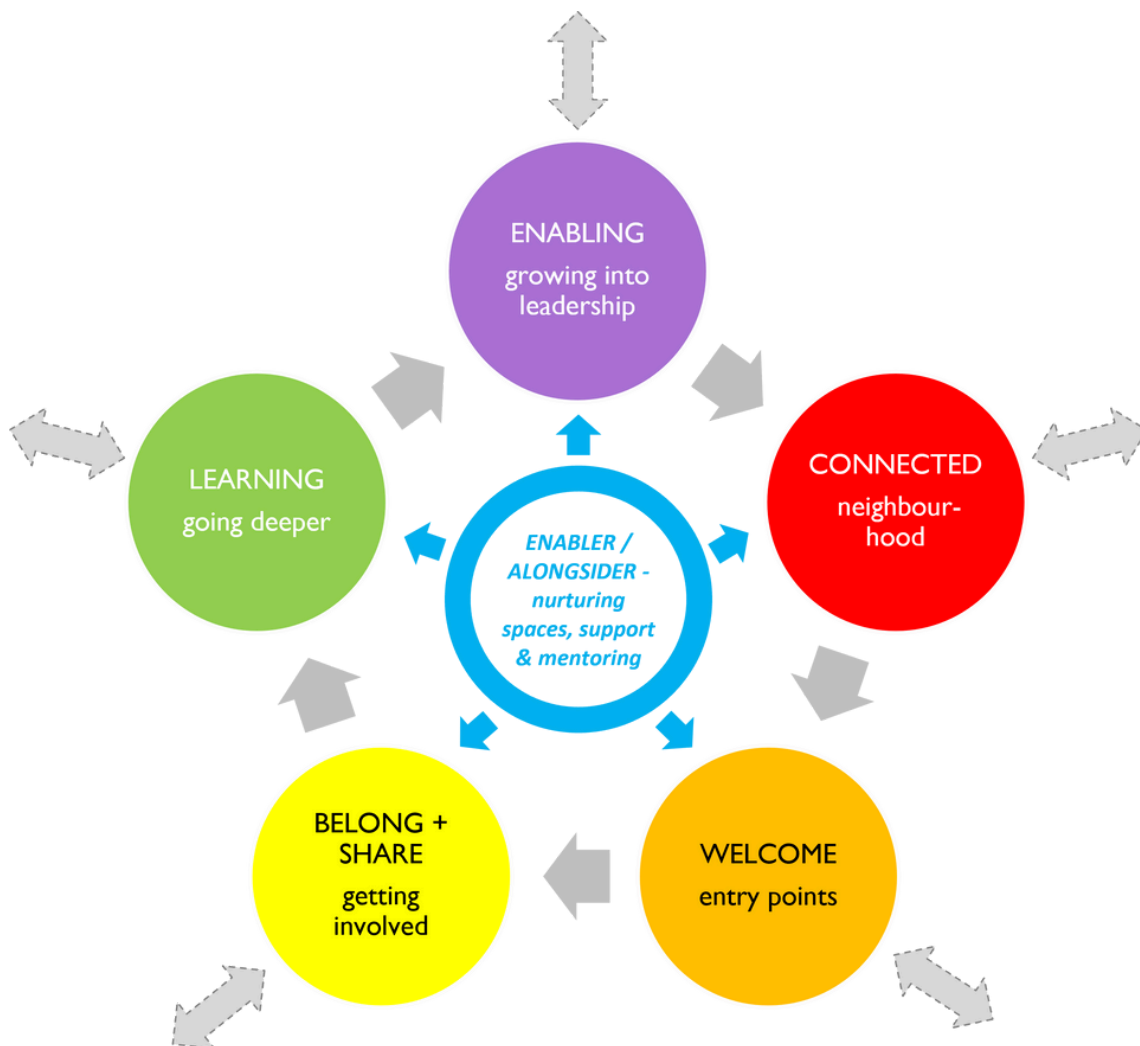 ENABLING
growing into
leadership
CONNECTED
neighbour-
hood
WELCOME
entry points
BELONG +
SHARE
getting
involved
LEARNING
going deeper
ENABLER /
ALONGSIDER -
nurturing
spaces, support
& mentoring